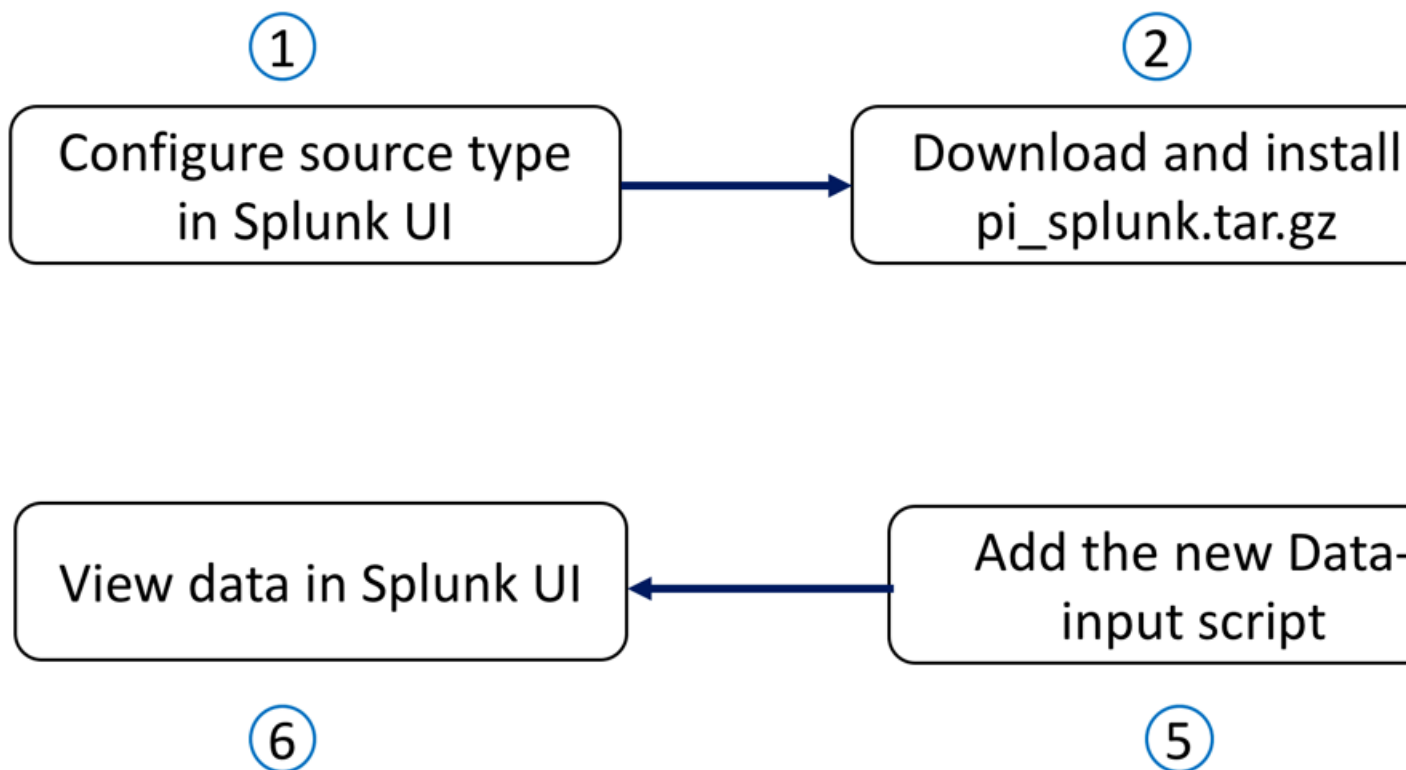 1
2
Configure source type
in Splunk UI
Download and install
pi_splunk.tar.gz
View data in Splunk UI
Add the new Data-
input script
6
5